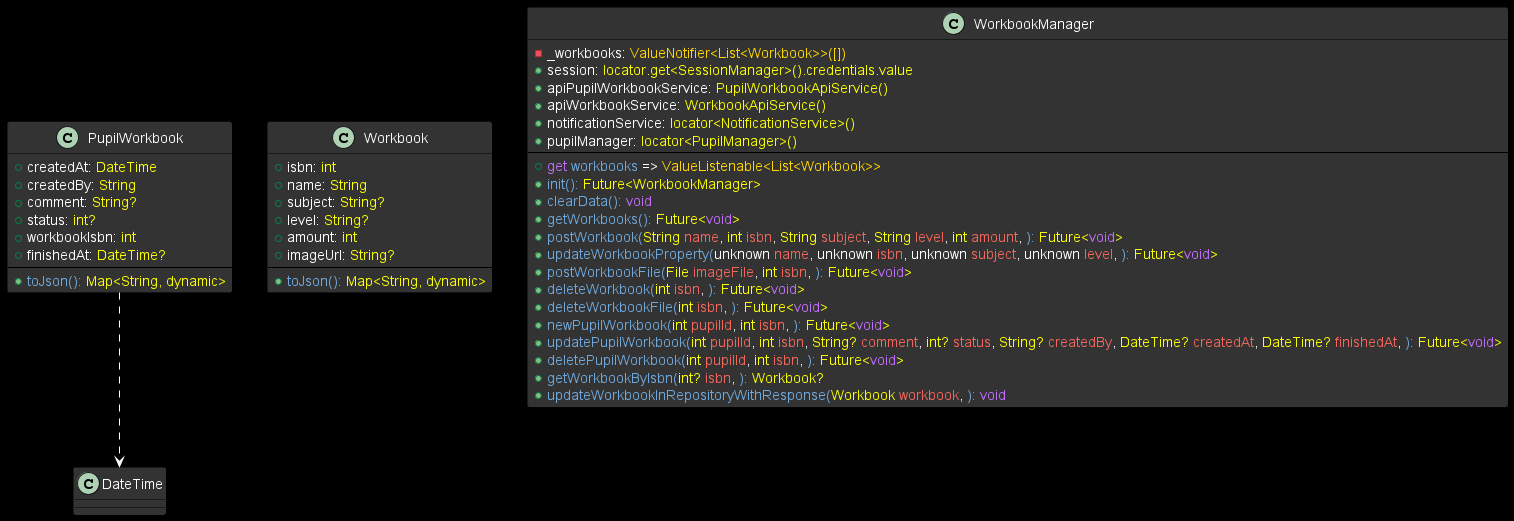 C PupilWorkbook
createdAt: DateTime
createdBy: String
comment: String?
status: int?
workbookIsbn: int
finishedAt: DateTime?
toJson(): Map<String, dynamic>
C Workbook
isbn: int
name: String
subject: String?
level: String?
amount: int
imageUrl: String?
toJson(): Map<String, dynamic>
C WorkbookManager
_workbooks: ValueNotifier<List<Workbook>>([])
session: locator.get<SessionManager>().credentials.value
apiPupilWorkbookService: PupilWorkbookApiService()
apiWorkbookService: WorkbookApiService()
notificationService: locator<NotificationService>()
pupilManager: locator<PupilManager>()
get workbooks => ValueListenable<List<Workbook>>
init(): Future<WorkbookManager>
clearData(): void
getWorkbooks(): Future<void>
postWorkbook(String name, int isbn, String subject, String level, int amount, ): Future<void>
updateWorkbookProperty(unknown name, unknown isbn, unknown subject, unknown level, ): Future<void>
postWorkbookFile(File imageFile, int isbn, ): Future<void>
deleteWorkbook(int isbn, ): Future<void>
deleteWorkbookFile(int isbn, ): Future<void>
newPupilWorkbook(int pupilId, int isbn, ): Future<void>
updatePupilWorkbook(int pupilId, int isbn, String? comment, int? status, String? createdBy, DateTime? createdAt, DateTime? finishedAt, ): Future<void>
deletePupilWorkbook(int pupilId, int isbn, ): Future<void>
getWorkbookByIsbn(int? isbn, ): Workbook?
updateWorkbookInRepositoryWithResponse(Workbook workbook, ): void
C DateTime